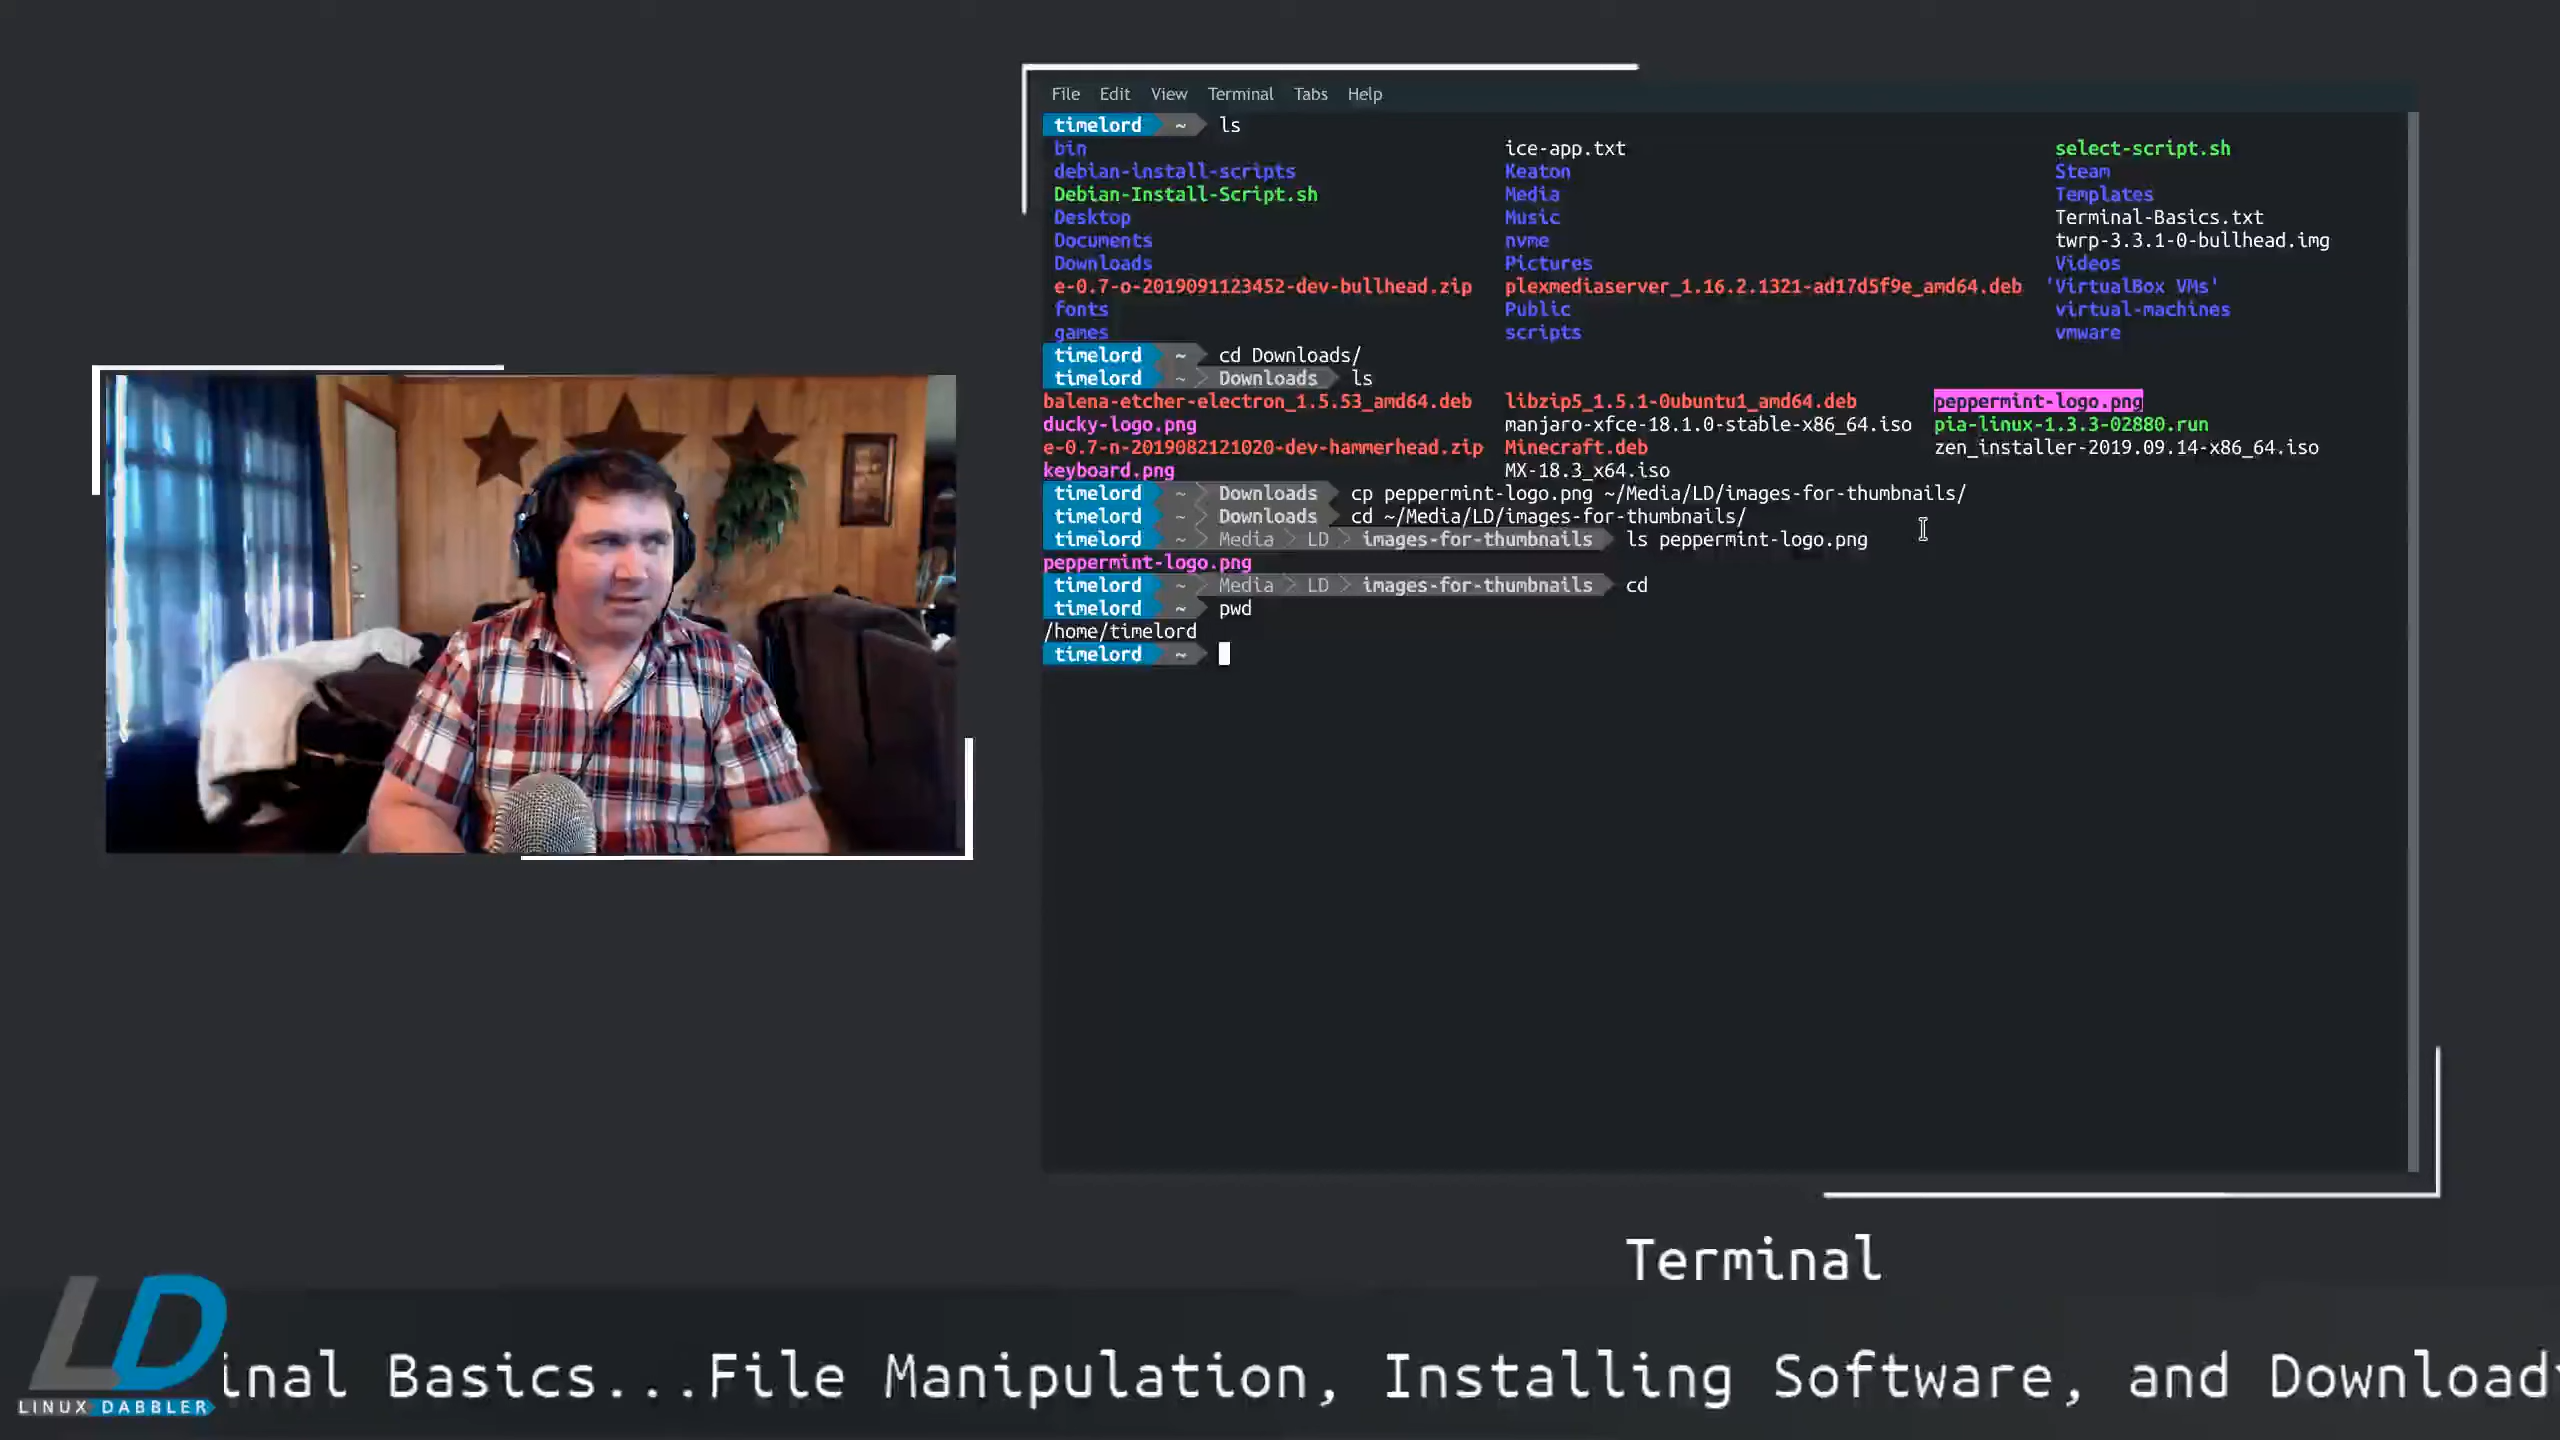 File Edit View Terminal Tabs Help
timelord ~ ls
bin ice-app.txt select-script.sh
debian-install-scripts Keaton Steam
Debian-Install-Script.sh Media Templates
Desktop Music Terminal-Basics.txt
Documents nvme twrp-3.3.1-0-bullhead.img
Downloads Pictures Videos
e-0.7-o-2019091123452-dev-bullhead.zip plexmediaserver_1.16.2.1321-ad17d5f9e_amd64.deb 'VirtualBox VMs'
fonts Public virtual-machines
games scripts vmware
timelord ~ cd Downloads/
timelord ~ Downloads ls
balena-etcher-electron_1.5.53_amd64.deb libzip5_1.5.1-0ubuntu1_amd64.deb peppermint-logo.png
ducky-logo.png manjaro-xfce-18.1.0-stable-x86_64.iso pia-linux-1.3.3-02880.run
e-0.7-n-2019082121020-dev-hammerhead.zip Minecraft.deb zen_installer-2019.09.14-x86_64.iso
keyboard.png MX-18.3_x64.iso
timelord ~ Downloads cp peppermint-logo.png ~/Media/LD/images-for-thumbnails/
timelord ~ Downloads cd ~/Media/LD/images-for-thumbnails/
timelord ~ Media LD images-for-thumbnails ls peppermint-logo.png
peppermint-logo.png
timelord ~ Media LD images-for-thumbnails cd
timelord ~ pwd
/home/timelord
timelord ~
Terminal
inal Basics...File Manipulation, Installing Software, and Download
LD
LINUX DABBLER